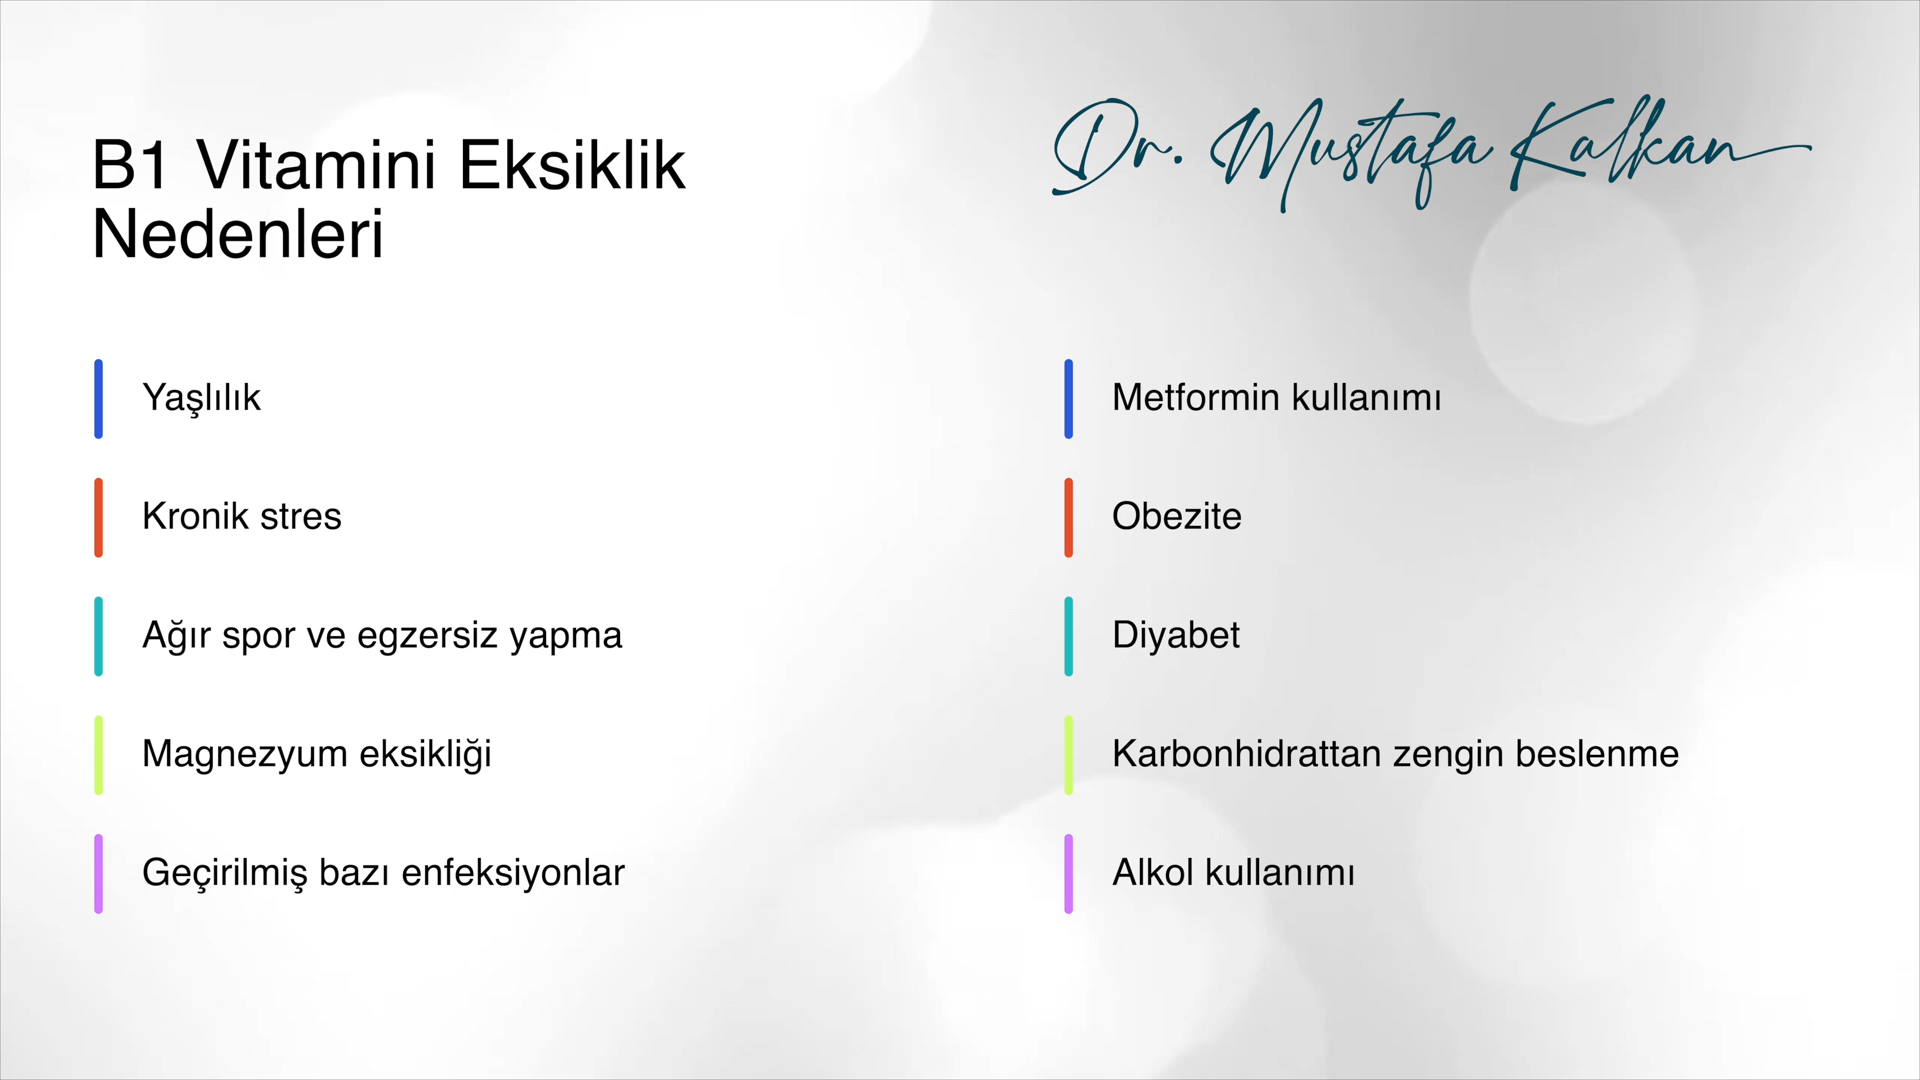 B1 Vitamini Eksiklik
Nedenleri
Dr. Mustafa Kalkan
Yaşlılık
Kronik stres
Ağır spor ve egzersiz yapma
Magnezyum eksikliği
Geçirilmiş bazı enfeksiyonlar
Metformin kullanımı
Obezite
Diyabet
Karbonhidrattan zengin beslenme
Alkol kullanımı